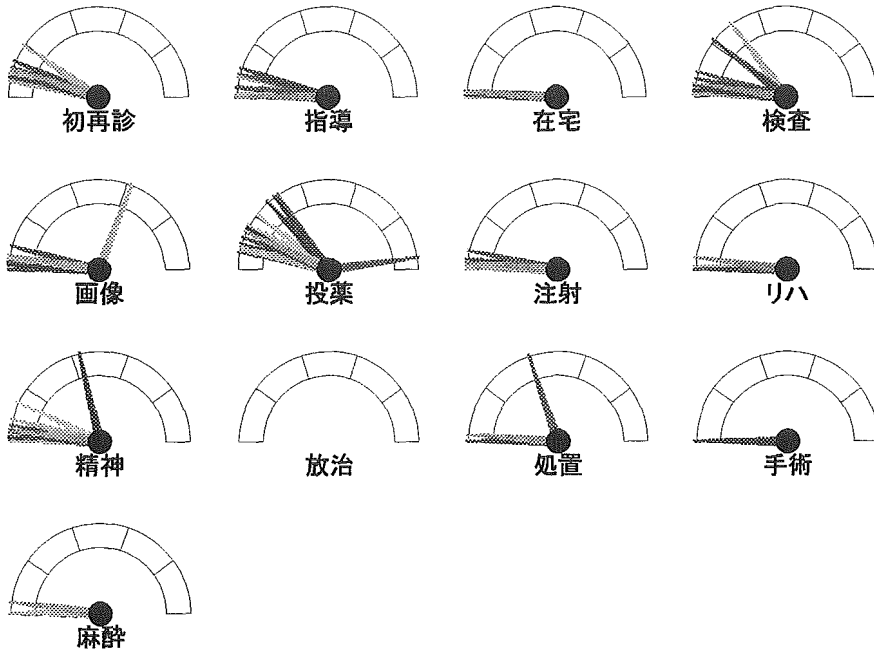 初再診 指導 在宅 検査
画像 投薬 注射 リハ
精神 放治 処置 手術
麻酔